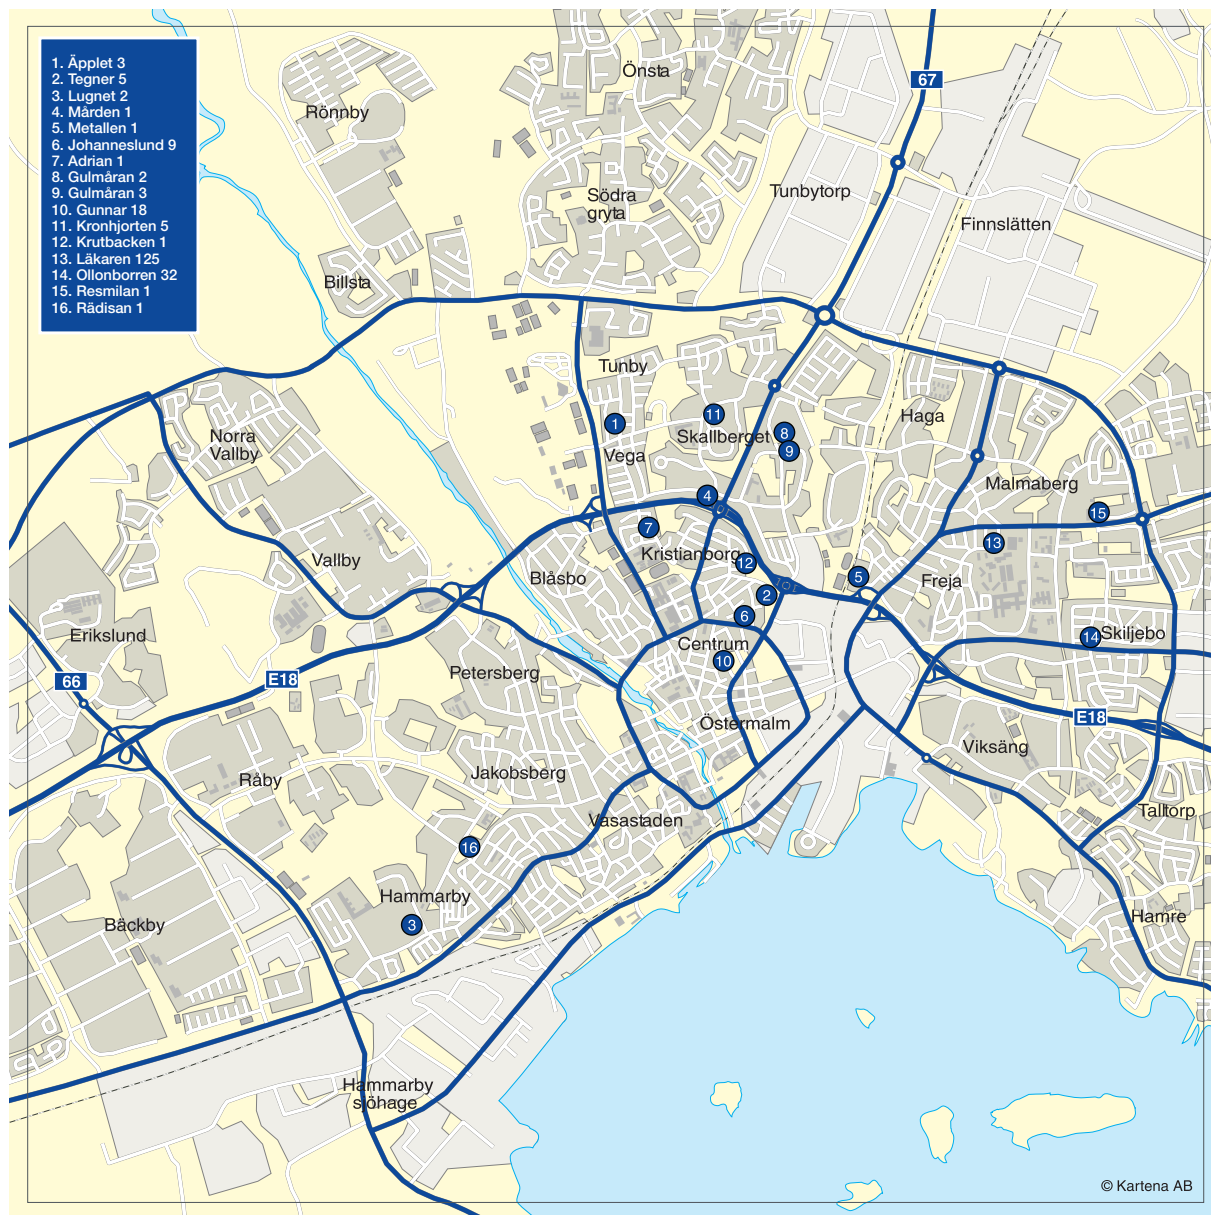 1. Äpplet 3
2. Tegner 5
3. Lugnet 2
4. Mården 1
5. Metallen 1
6. Johanneslund 9
7. Adrian 1
8. Gulmåran 2
9. Gulmåran 3
10. Gunnar 18
11. Kronhjorten 5
12. Krutbacken 1
13. Läkaren 125
14. Ollonborren 32
15. Resmilan 1
16. Rädisan 1
Önsta
67
Rönnby
Tunbytorp
Södra
gryta
Finnslätten
Billsta
Tunby
11
Haga
1
8
Skallberget
Norra
Vallby
9
Vega
Malmaberg
4
15
7
13
Kristianborg
Vallby
12
Blåsbo
5
Freja
2
6
Erikslund
14
Skiljebo
Centrum
10
Petersberg
66
E18
E18
Östermalm
Viksäng
Jakobsberg
Råby
Talltorp
Vasastaden
16
Hammarby
Hamre
3
Bäckby
Hammarby
sjöhage
© Kartena AB